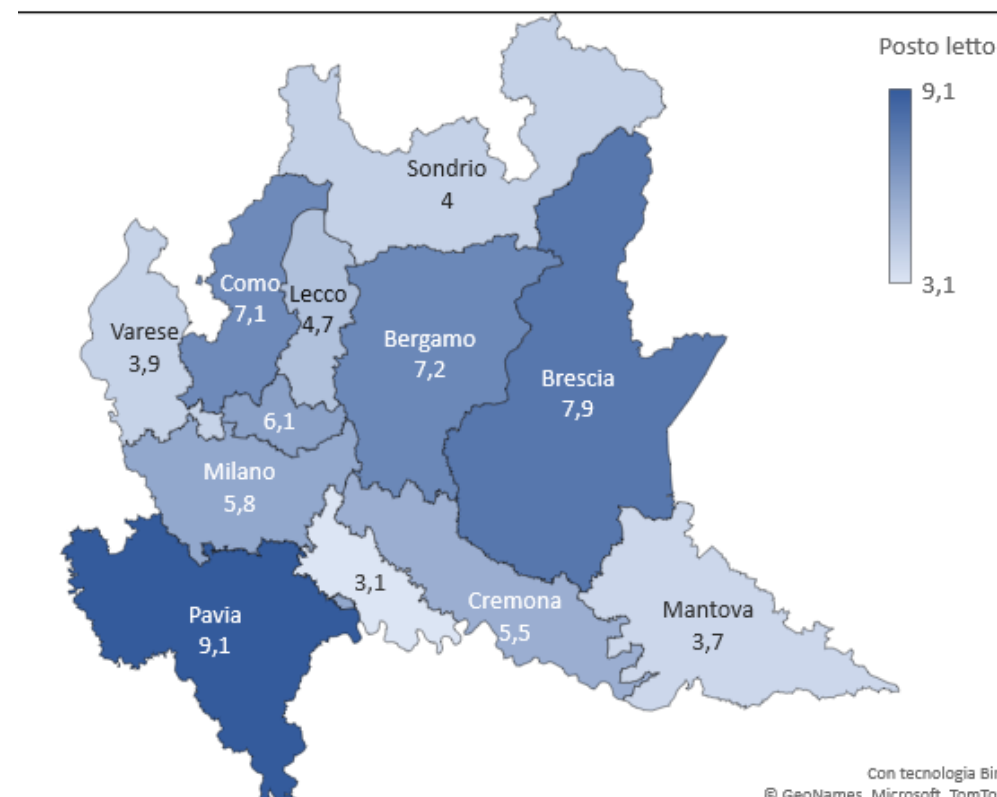 Posto letto
9,1
3,1
Sondrio
4
Como
7,1
Lecco
4,7
Varese
3,9
Bergamo
7,2
Brescia
7,9
6,1
Milano
5,8
3,1
Cremona
5,5
Mantova
3,7
Pavia
9,1
Con tecnologia Bin
© GeoNames, Microsoft, TomTo